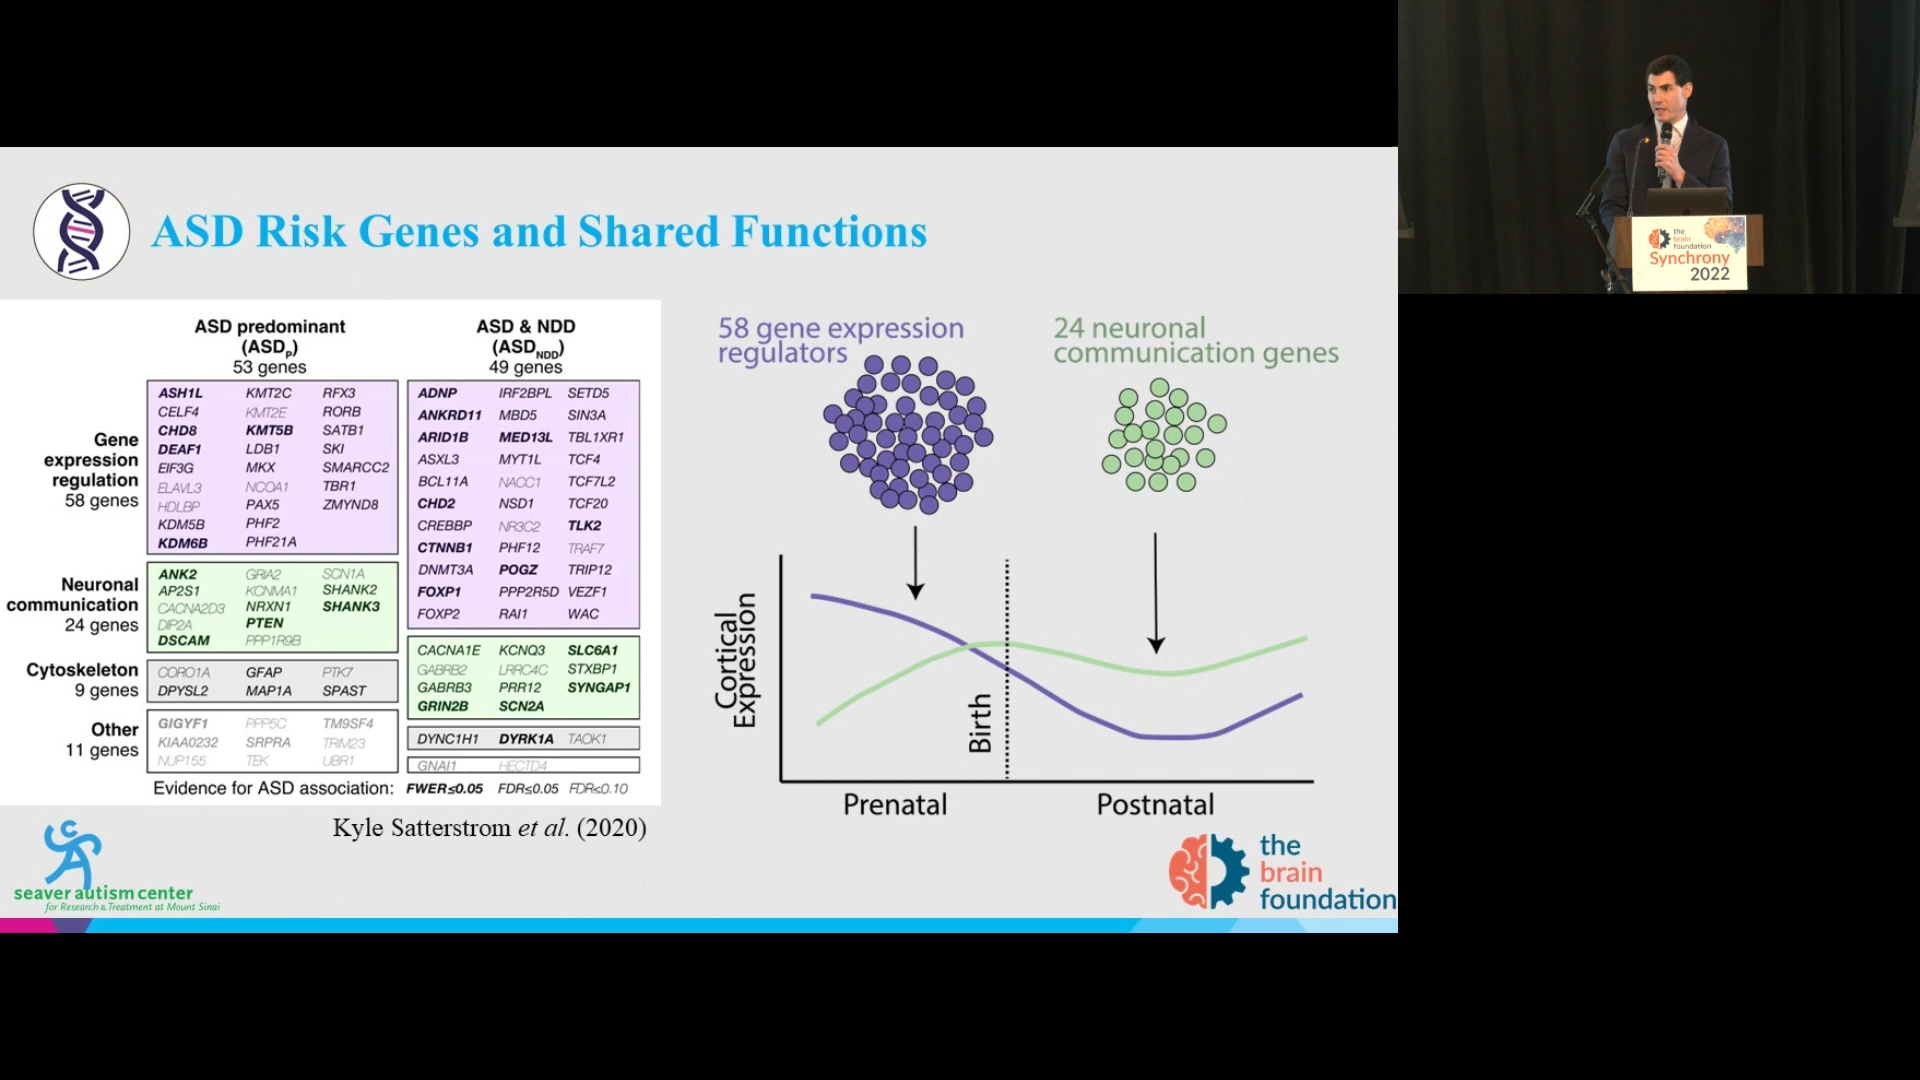 ASD Risk Genes and Shared Functions
ASD predominant
(ASDP)
53 genes
ASD & NDD
(ASDNDD)
49 genes
Gene
expression
regulation
58 genes
ASH1L KMT2C RFX3
CELF4 KMT2E RORB
CHD8 KMT5B SATB1
DEAF1 LDB1 SKI
EIF3G MKX SMARCC2
ELAVL3 NCOA1 TBR1
HDLBP PAX5 ZMYND8
KDM5B PHF2
KDM6B PHF21A
ADNP IRF2BPL SETD5
ANKRD11 MBD5 SIN3A
ARID1B MED13L TBL1XR1
ASXL3 MYT1L TCF4
BCL11A NACC1 TCF7L2
CHD2 NSD1 TCF20
CREBBP NR3C2 TLK2
CTNNB1 PHF12 TRAF7
DNMT3A POGZ TRIP12
FOXP1 PPP2R5D VEZF1
FOXP2 RAI1 WAC
Neuronal
communication
24 genes
ANK2 GRIA2 SCN1A
AP2S1 KCNMA1 SHANK2
CACNA2D3 NRXN1 SHANK3
DIP2A PTEN
DSCAM PPP1R9B
CACNA1E KCNQ3 SLC6A1
GABRB2 LRRC4C STXBP1
GABRB3 PRR12 SYNGAP1
GRIN2B SCN2A
Cytoskeleton
9 genes
CORO1A GFAP PTK7
DPYSL2 MAP1A SPAST
DYNC1H1 DYRK1A TAOK1
Other
11 genes
GIGYF1 PPP5C TM9SF4
KIAA0232 SRPRA TRIM23
NUP155 TEK UBR1
GNAI1 HECTD4
Evidence for ASD association: FWER≤0.05 FDR≤0.05 FDR≤0.10
Kyle Satterstrom et al. (2020)
58 gene expression
regulators
24 neuronal
communication genes
Cortical
Expression
Birth
Prenatal
Postnatal
seaver autism center
for Research & Treatment at Mount Sinai
the
brain
foundation
the
brain
foundation
Synchrony
2022